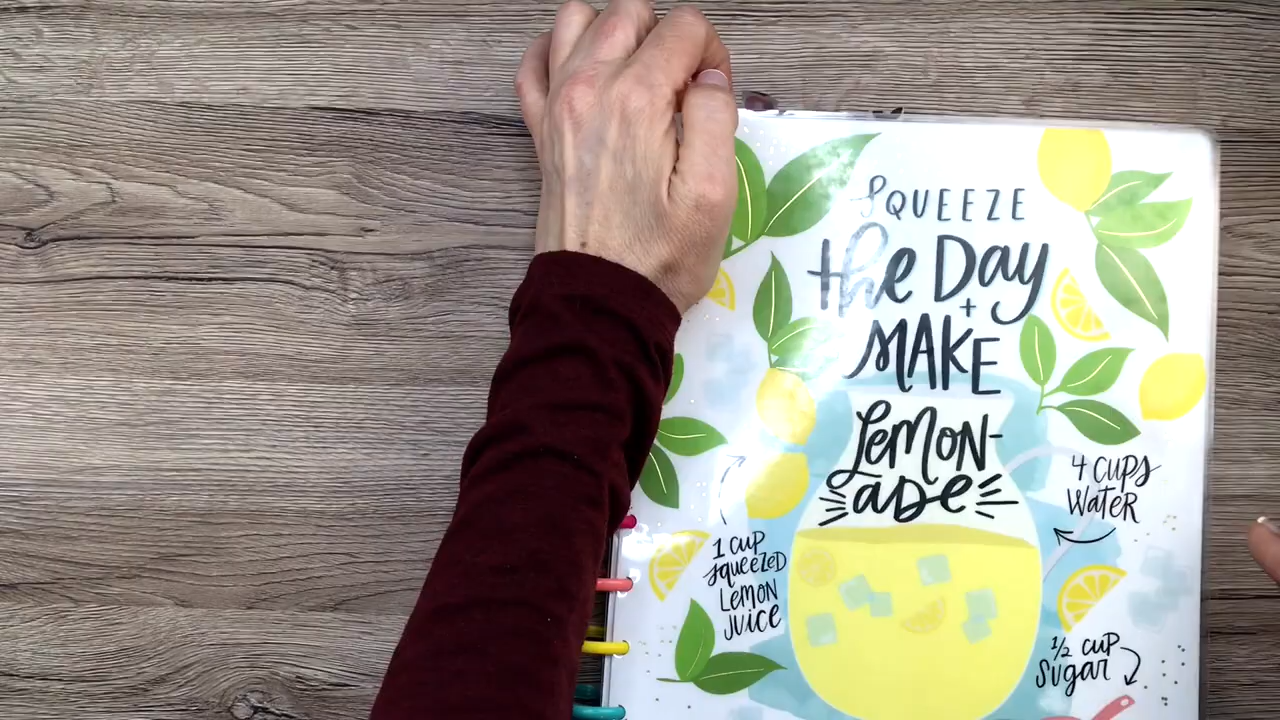 SQUEEZE
the Day
+
MAKE
LEMON-
ADE
4 CUPS
WATER
1 CUP
SQUEEZED
LEMON
JUICE
1/2 CUP
SUGAR